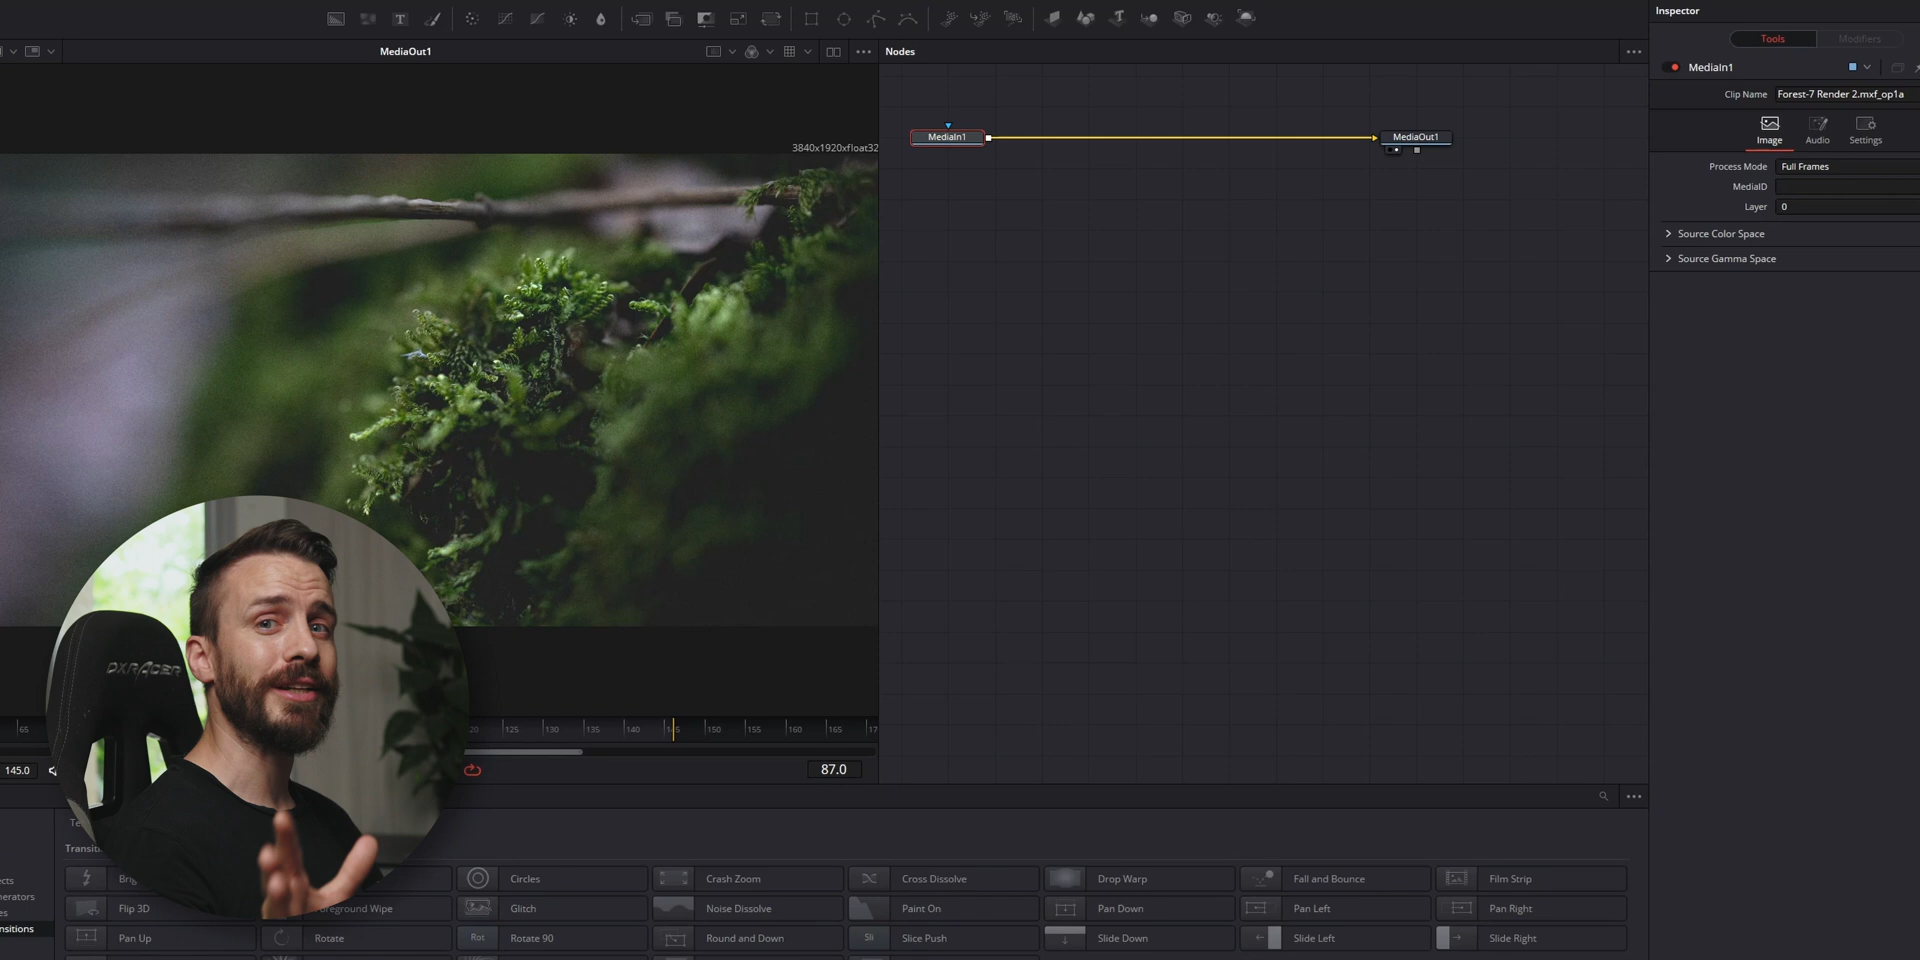 Inspector
Tools
Modifiers
MediaOut1
Nodes
MediaIn1
Clip Name
Forest-7 Render 2.mxf_op1a
MediaIn1
MediaOut1
3840x1920xfloat32
Image
Audio
Settings
Process Mode
Full Frames
MediaID
Layer
0
Source Color Space
Source Gamma Space
DXRACER
65
125
130
135
140
150
155
160
165
145.0
87.0
Circles
Crash Zoom
Cross Dissolve
Drop Warp
Fall and Bounce
Film Strip
Flip 3D
Glitch
Noise Dissolve
Paint On
Pan Down
Pan Left
Pan Right
Pan Up
Rotate
Rot
Rotate 90
Round and Down
Sli
Slice Push
Slide Down
Slide Left
Slide Right